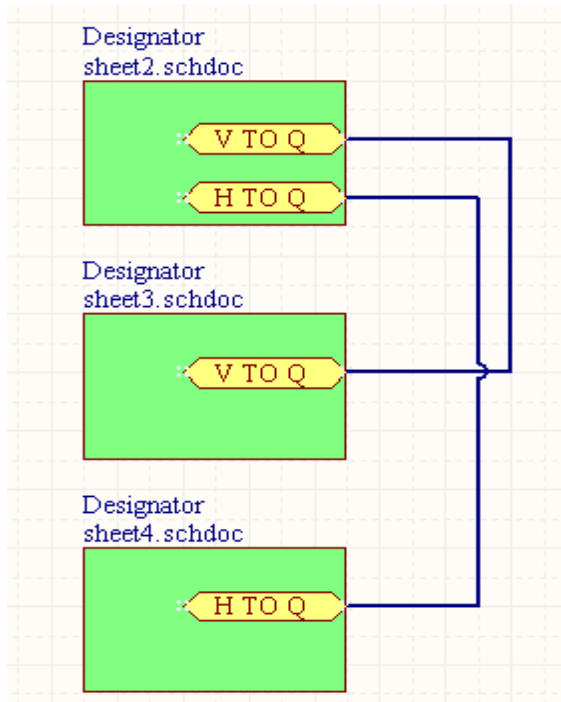 Designator
sheet2.schdoc
V TO Q
H TO Q
Designator
sheet3.schdoc
V TO Q
Designator
sheet4.schdoc
H TO Q